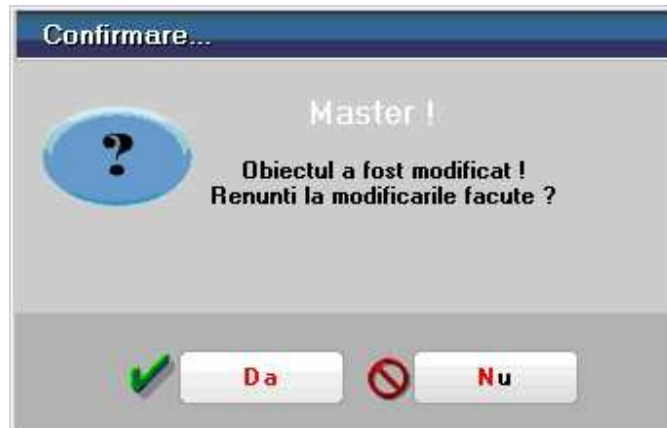 Confirmare...
Master !
?
Obiectul a fost modificat !
Renunti la modificarile facute ?
Da
Nu